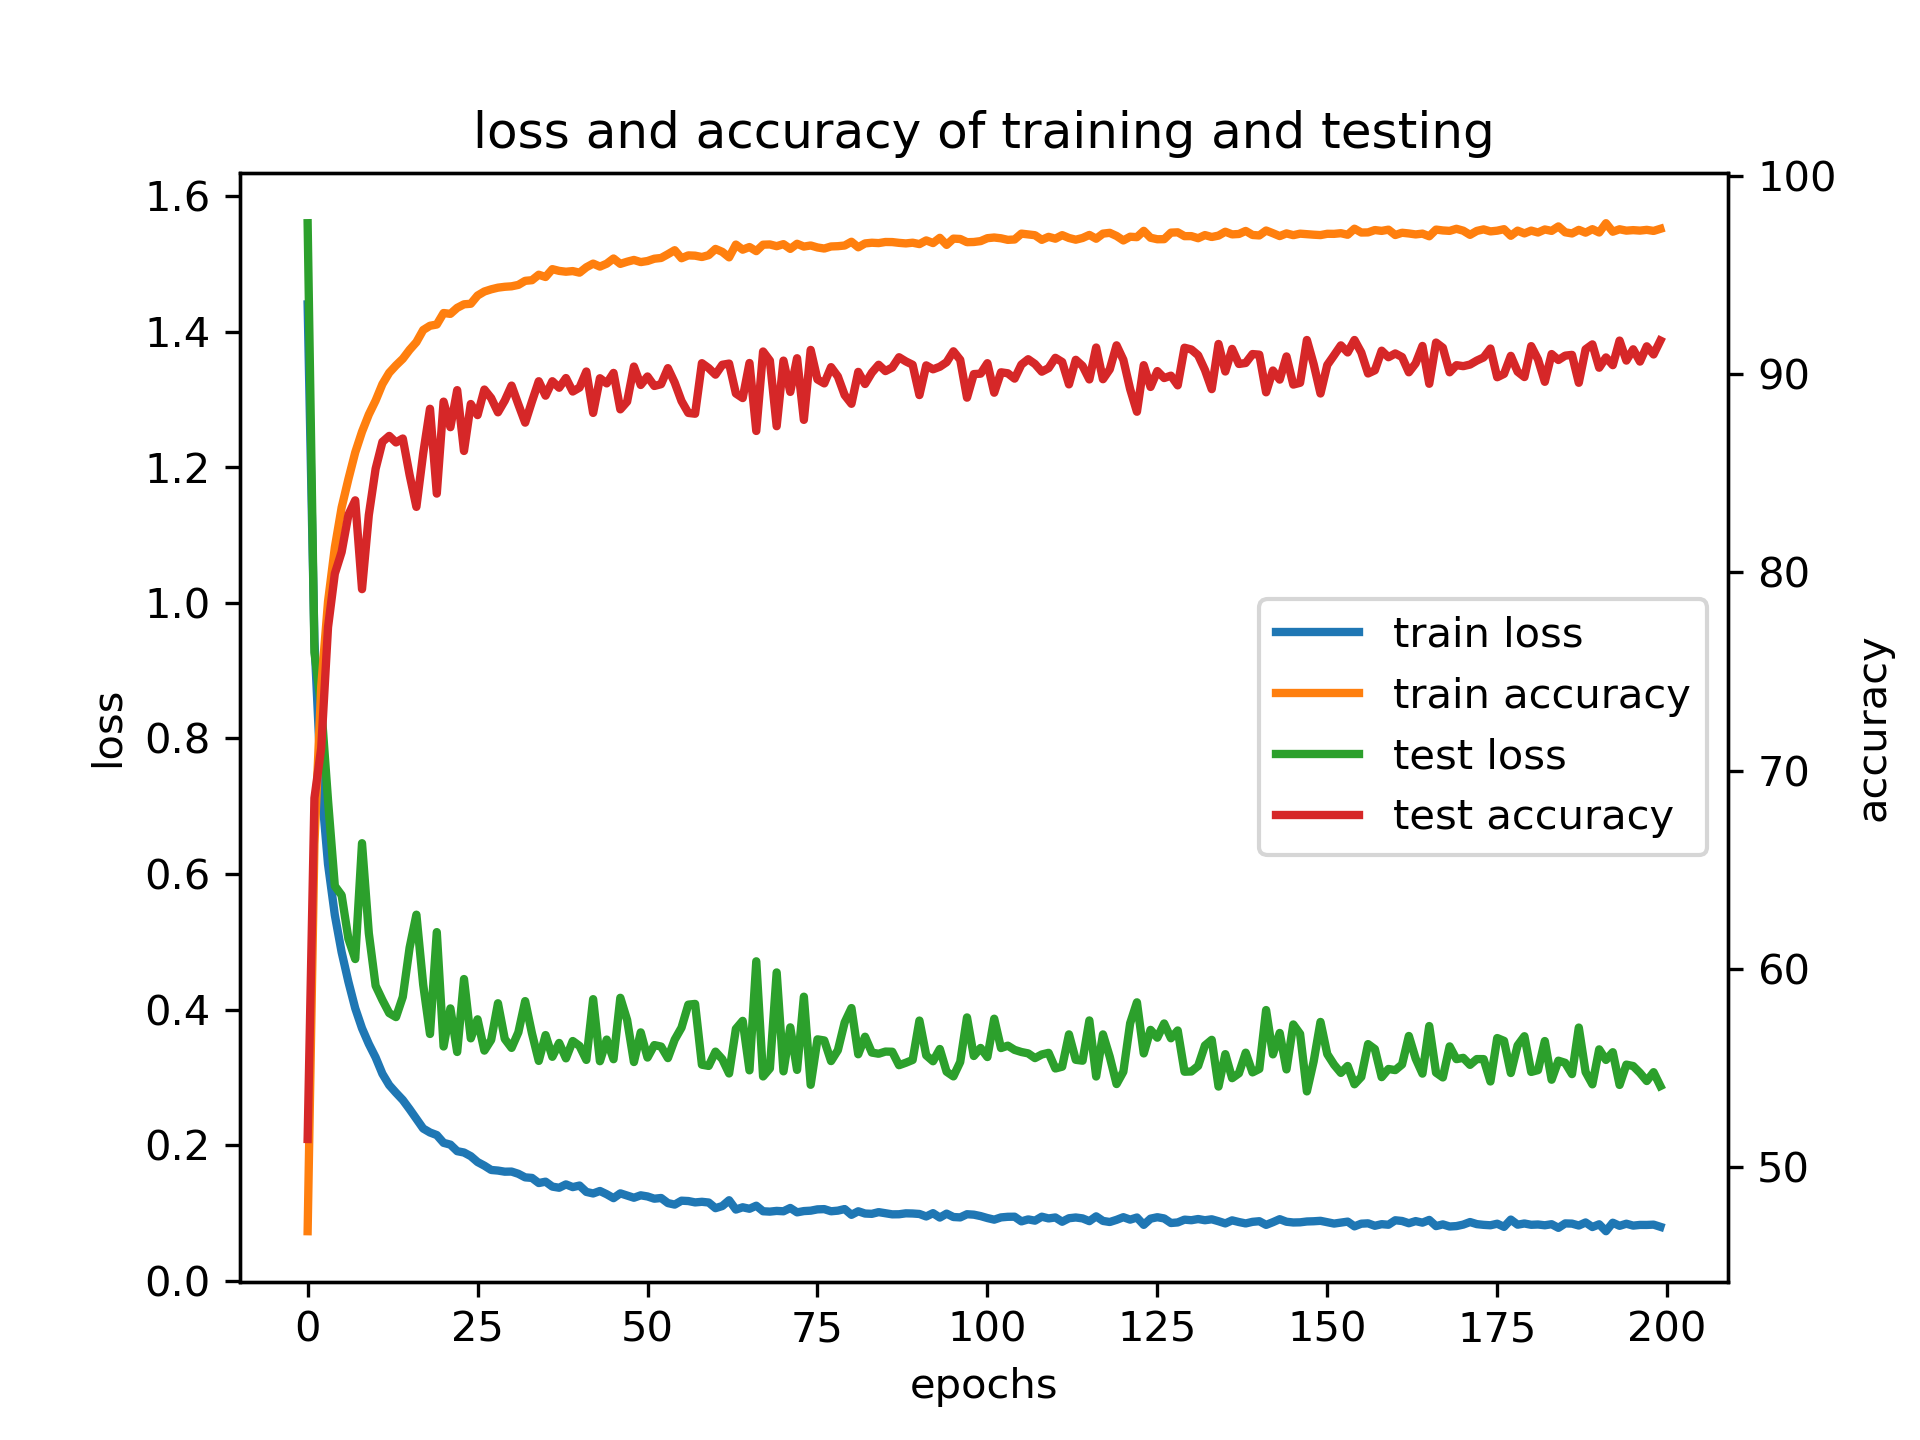 loss and accuracy of training and testing
1.6
1.4
1.2
1.0
0.8
0.6
0.4
0.2
0.0
loss
100
90
80
70
60
50
accuracy
train loss
train accuracy
test loss
test accuracy
0 25 50 75 100 125 150 175 200
epochs